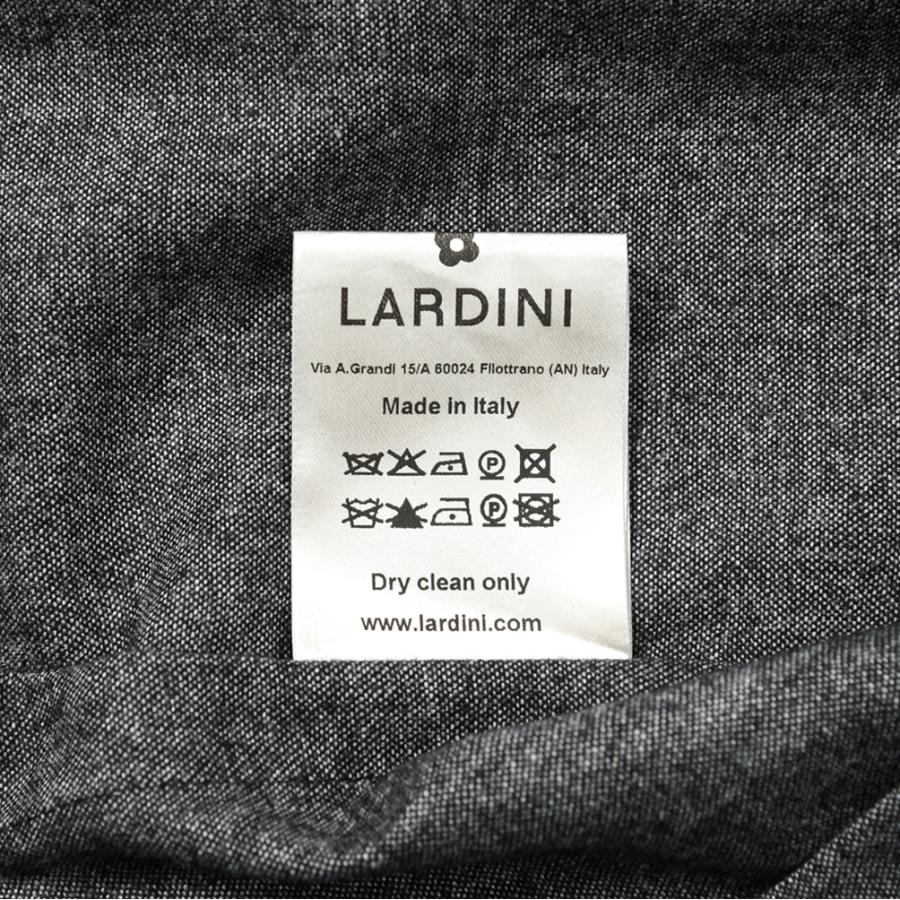 LARDINI
Via A.Grandi 15/A 60024 Filottrano (AN) Italy
Made in Italy
P
P
Dry clean only
www.lardini.com